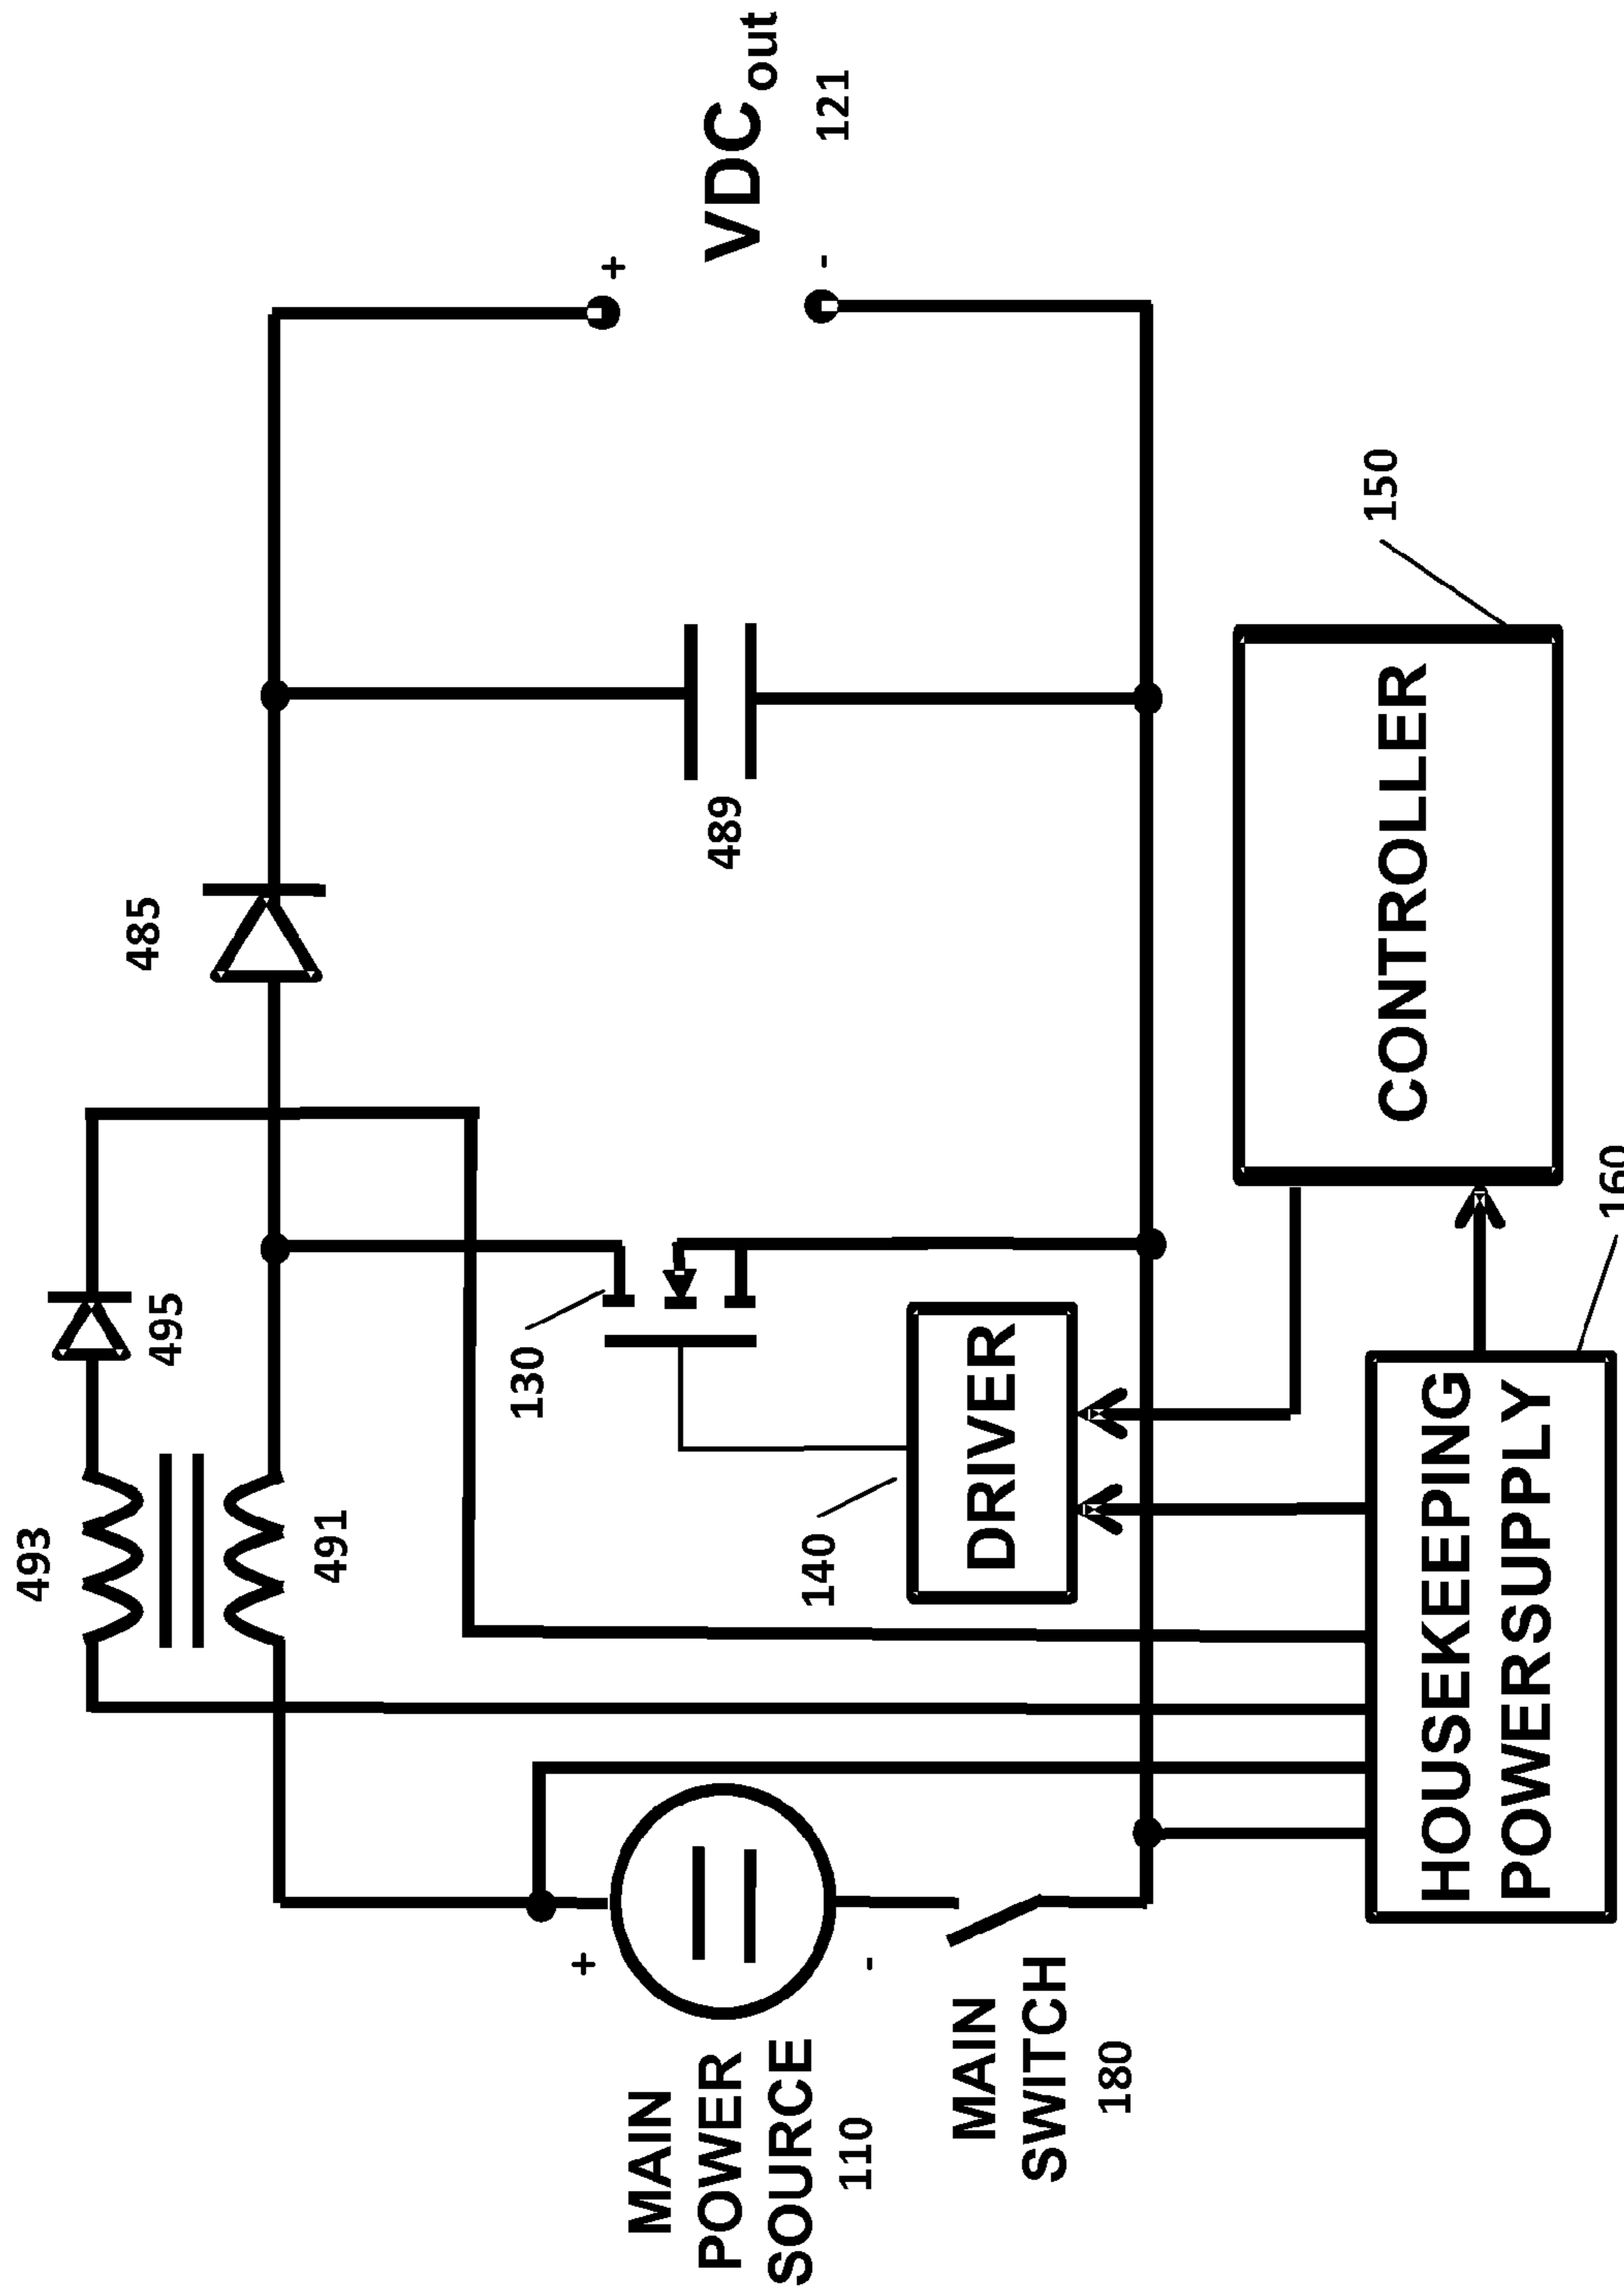 493
495
485
491
130
489
+
-
VDCout
121
+
-
MAIN
POWER
SOURCE
110
MAIN
SWITCH
180
140
DRIVER
HOUSEKEEPING
POWERSUPPLY
160
CONTROLLER
150